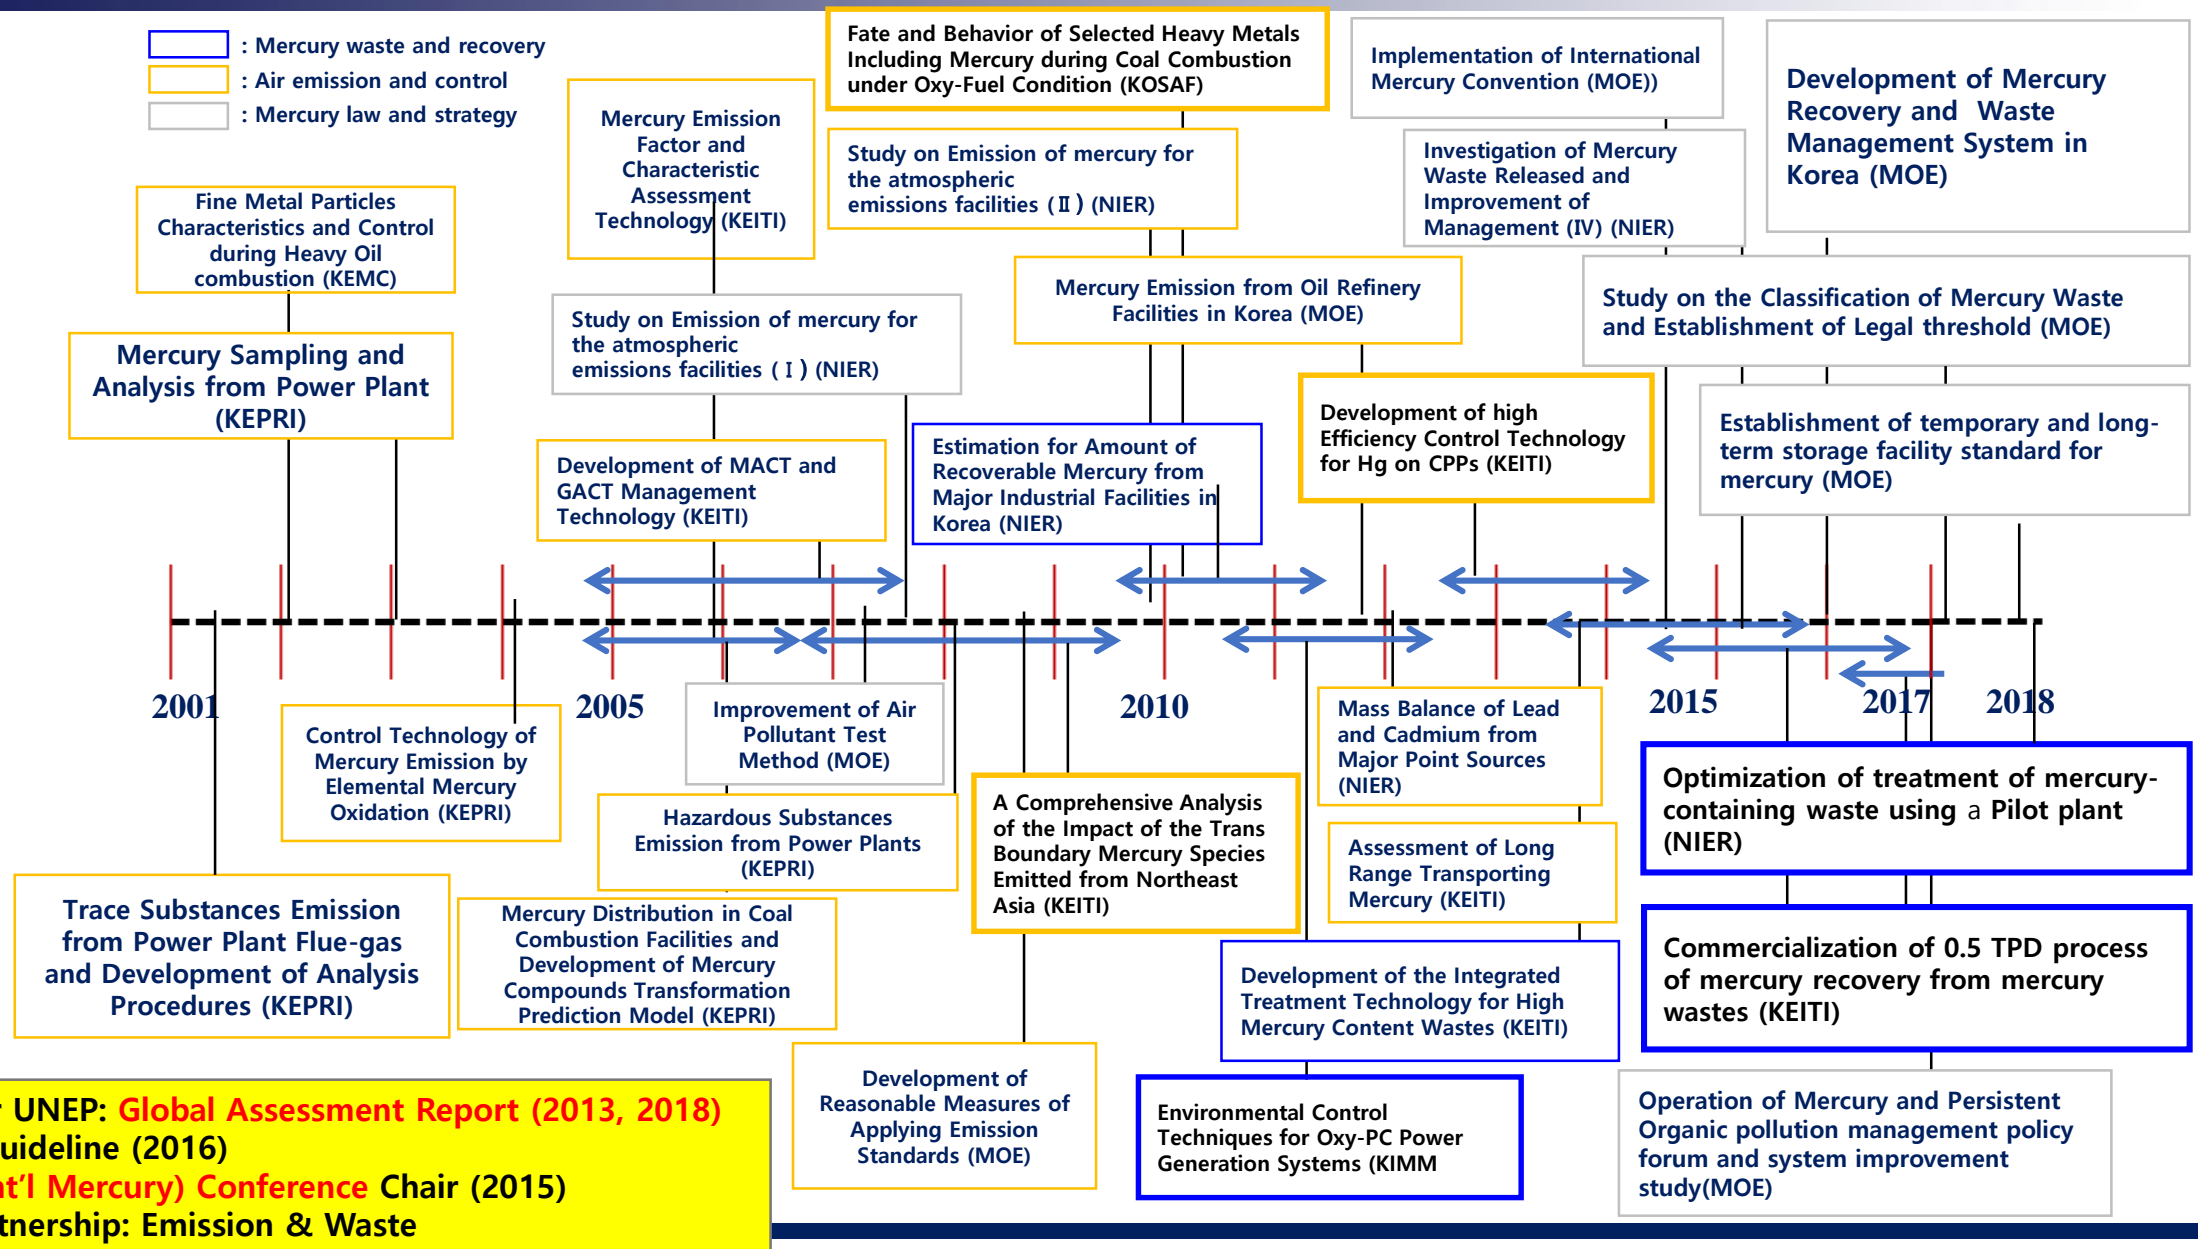 : Mercury waste and recovery
: Air emission and control
: Mercury law and strategy
Fine Metal Particles
Characteristics and Control
during Heavy Oil
combustion (KEMC)
Mercury Sampling and
Analysis from Power Plant
(KEPRI)
Mercury Emission
Factor and
Characteristic
Assessment
Technology (KEITI)
Study on Emission of mercury for
the atmospheric
emissions facilities (Ⅰ) (NIER)
Development of MACT and
GACT Management
Technology (KEITI)
Fate and Behavior of Selected Heavy Metals
Including Mercury during Coal Combustion
under Oxy-Fuel Condition (KOSAF)
Study on Emission of mercury for
the atmospheric
emissions facilities (Ⅱ) (NIER)
Mercury Emission from Oil Refinery
Facilities in Korea (MOE)
Estimation for Amount of
Recoverable Mercury from
Major Industrial Facilities in
Korea (NIER)
Implementation of International
Mercury Convention (MOE))
Investigation of Mercury
Waste Released and
Improvement of
Management (Ⅳ) (NIER)
Development of high
Efficiency Control Technology
for Hg on CPPs (KEITI)
Development of Mercury
Recovery and Waste
Management System in
Korea (MOE)
Study on the Classification of Mercury Waste
and Establishment of Legal threshold (MOE)
Establishment of temporary and long-
term storage facility standard for
mercury (MOE)
2001
2005
2010
2015
2017
2018
Control Technology of
Mercury Emission by
Elemental Mercury
Oxidation (KEPRI)
Trace Substances Emission
from Power Plant Flue-gas
and Development of Analysis
Procedures (KEPRI)
Improvement of Air
Pollutant Test
Method (MOE)
Hazardous Substances
Emission from Power Plants
(KEPRI)
Mercury Distribution in Coal
Combustion Facilities and
Development of Mercury
Compounds Transformation
Prediction Model (KEPRI)
A Comprehensive Analysis
of the Impact of the Trans
Boundary Mercury Species
Emitted from Northeast
Asia (KEITI)
Development of
Reasonable Measures of
Applying Emission
Standards (MOE)
Mass Balance of Lead
and Cadmium from
Major Point Sources
(NIER)
Assessment of Long
Range Transporting
Mercury (KEITI)
Development of the Integrated
Treatment Technology for High
Mercury Content Wastes (KEITI)
Environmental Control
Techniques for Oxy-PC Power
Generation Systems (KIMM
Optimization of treatment of mercury-
containing waste using a Pilot plant
(NIER)
Commercialization of 0.5 TPD process
of mercury recovery from mercury
wastes (KEITI)
Operation of Mercury and Persistent
Organic pollution management policy
forum and system improvement
study(MOE)
UNEP: Global Assessment Report (2013, 2018)
uideline (2016)
nt'l Mercury) Conference Chair (2015)
tnership: Emission & Waste